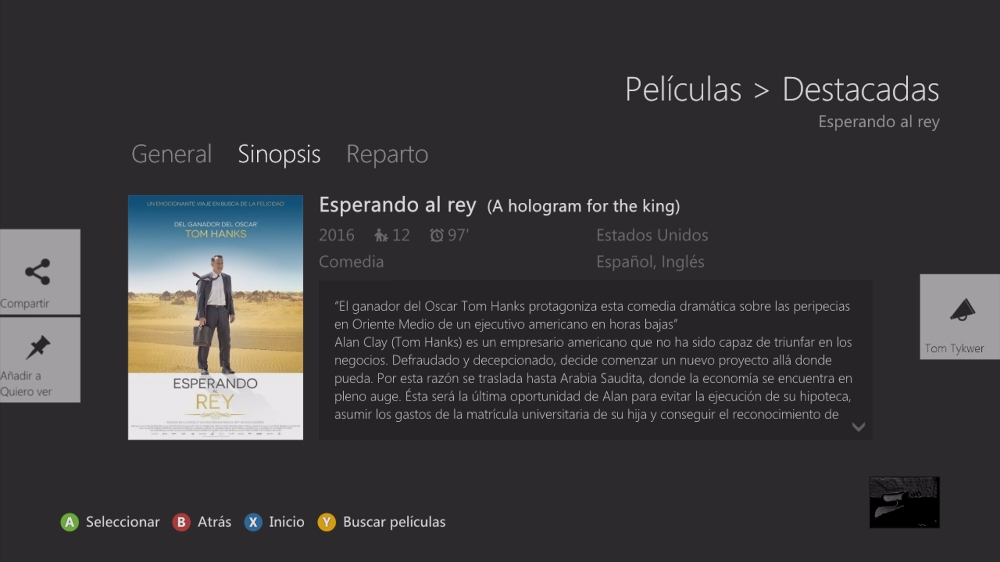 Películas > Destacadas
Esperando al rey
General Sinopsis Reparto
UN EMOCIONANTE VIAJE EN BUSCA DE LA FELICIDAD
DEL GANADOR DEL OSCAR
TOM HANKS
ESPERANDO
AL
REY
Esperando al rey (A hologram for the king)
2016 12 97' Estados Unidos
Comedia Español, Inglés
“El ganador del Oscar Tom Hanks protagoniza esta comedia dramática sobre las peripecias
en Oriente Medio de un ejecutivo americano en horas bajas”
Alan Clay (Tom Hanks) es un empresario americano que no ha sido capaz de triunfar en los
negocios. Defraudado y decepcionado, decide comenzar un nuevo proyecto allá donde
pueda. Por esta razón se traslada hasta Arabia Saudita, donde la economía se encuentra en
pleno auge. Ésta será la última oportunidad de Alan para evitar la ejecución de su hipoteca,
asumir los gastos de la matrícula universitaria de su hija y conseguir el reconocimiento de
Compartir
Añadir a
Quiero ver
Tom Tykwer
A Seleccionar B Atrás X Inicio Y Buscar películas